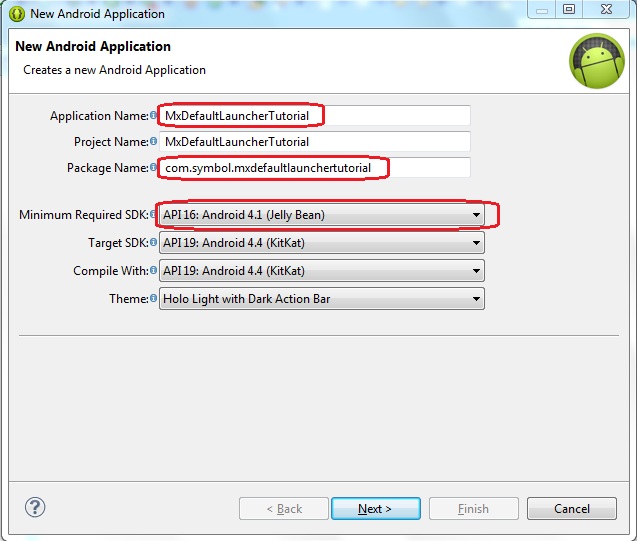 New Android Application
New Android Application
Creates a new Android Application
Application Name: MxDefaultLauncherTutorial
Project Name: MxDefaultLauncherTutorial
Package Name: com.symbol.mxdefaultlaunchertutorial
Minimum Required SDK: API 16: Android 4.1 (Jelly Bean)
Target SDK: API 19: Android 4.4 (KitKat)
Compile With: API 19: Android 4.4 (KitKat)
Theme: Holo Light with Dark Action Bar
? < Back Next > Finish Cancel